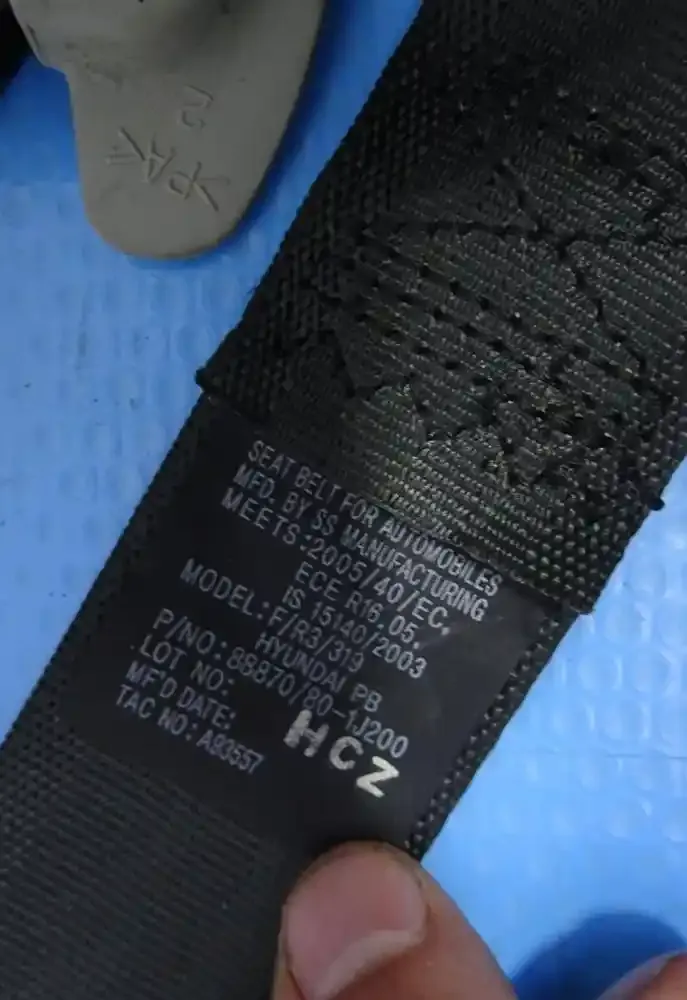 >PA<
SEAT BELT FOR AUTOMOBILES
MFD. BY SS MANUFACTURING
MEETS:2005/40/EC.
ECE R16.05.
IS 15140/2003
MODEL:F/R3/319
HYUNDAI PB
P/NO:88870/80-1J200
LOT NO:
MF'D DATE:
HCZ
TAC NO:A93557